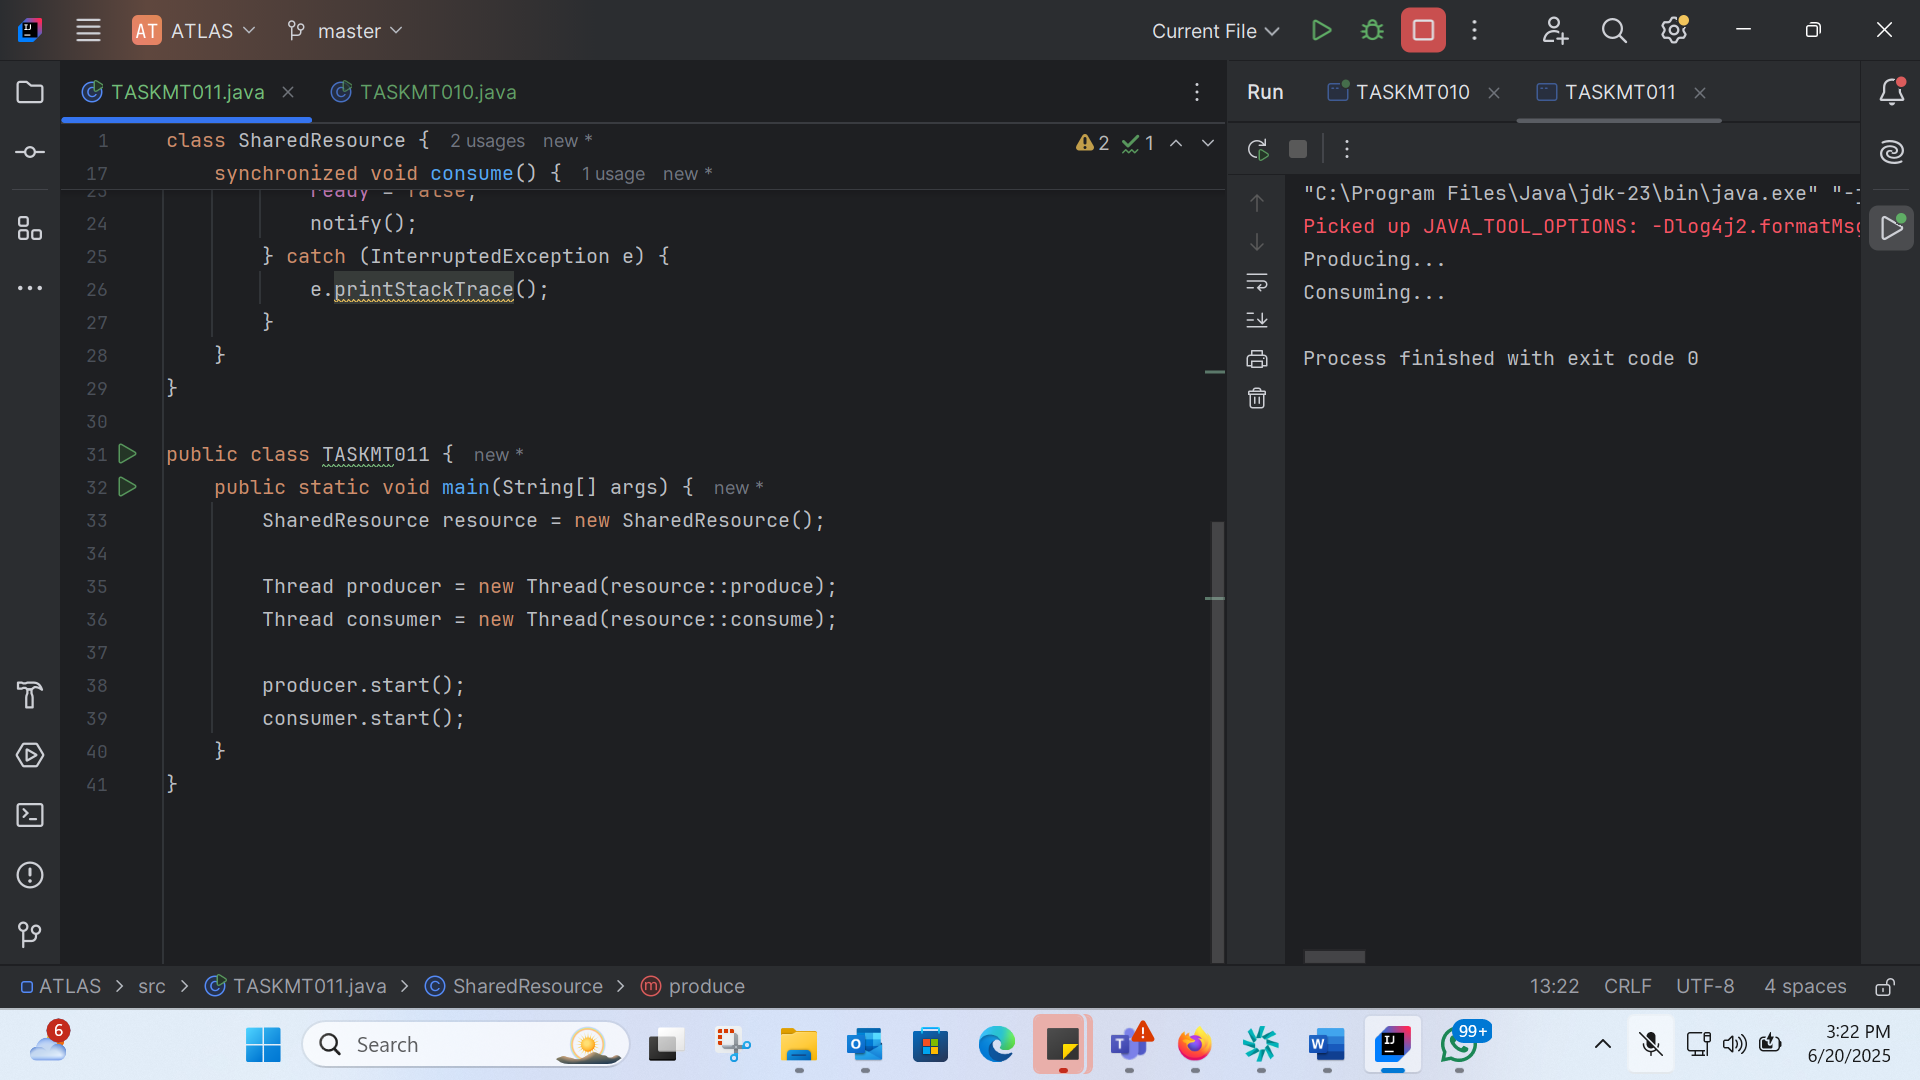 AT ATLAS master Current File
TASKMT011.java TASKMT010.java Run TASKMT010 TASKMT011
1 class SharedResource { 2 usages new * 2 1
17 synchronized void consume() { 1 usage new *
23 ready = false;
24 notify();
25 } catch (InterruptedException e) {
26 e.printStackTrace();
27 }
28 }
29 }
30
31 public class TASKMT011 { new *
32 public static void main(String[] args) { new *
33 SharedResource resource = new SharedResource();
34
35 Thread producer = new Thread(resource::produce);
36 Thread consumer = new Thread(resource::consume);
37
38 producer.start();
39 consumer.start();
40 }
41 }
"C:\Program Files\Java\jdk-23\bin\java.exe" "-
Picked up JAVA_TOOL_OPTIONS: -Dlog4j2.formatMsg
Producing...
Consuming...
Process finished with exit code 0
ATLAS > src > TASKMT011.java > SharedResource > produce 13:22 CRLF UTF-8 4 spaces
6 Search 99+ 3:22 PM
6/20/2025